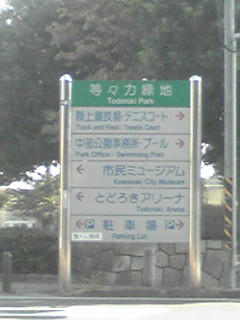 等々力緑地
Todoroki Park
陸上競技場・テニスコート →
Track and Field / Tennis Court
中部公園事務所・プール →
Park Office / Swimming Pool
← 市民ミュージアム
Kawasaki City Museum
← とどろきアリーナ
Todoroki Arena
← P 駐車場 P →
Parking Lot